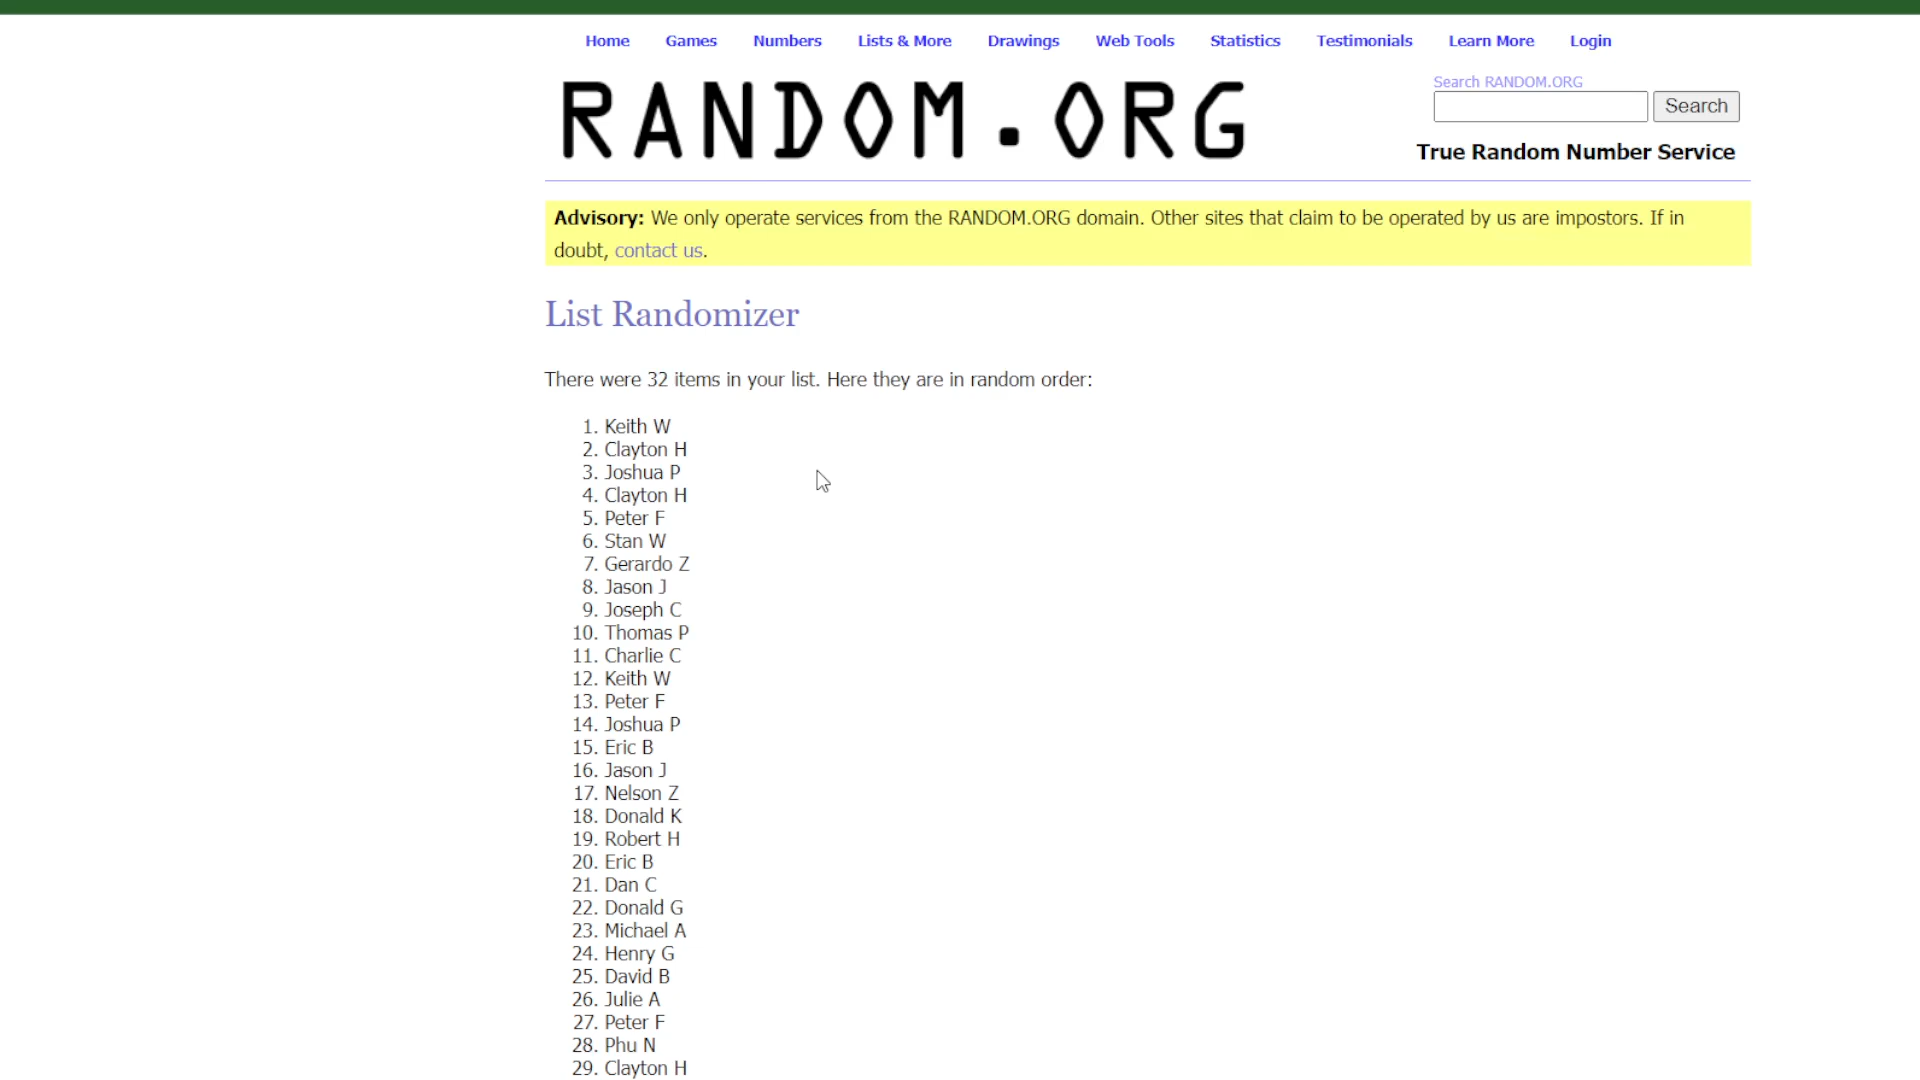 Home Games Numbers Lists & More Drawings Web Tools Statistics Testimonials Learn More Login
RANDOM.ORG
Search RANDOM.ORG
Search
True Random Number Service
Advisory: We only operate services from the RANDOM.ORG domain. Other sites that claim to be operated by us are impostors. If in
doubt, contact us.
List Randomizer
There were 32 items in your list. Here they are in random order:
1. Keith W
2. Clayton H
3. Joshua P
4. Clayton H
5. Peter F
6. Stan W
7. Gerardo Z
8. Jason J
9. Joseph C
10. Thomas P
11. Charlie C
12. Keith W
13. Peter F
14. Joshua P
15. Eric B
16. Jason J
17. Nelson Z
18. Donald K
19. Robert H
20. Eric B
21. Dan C
22. Donald G
23. Michael A
24. Henry G
25. David B
26. Julie A
27. Peter F
28. Phu N
29. Clayton H